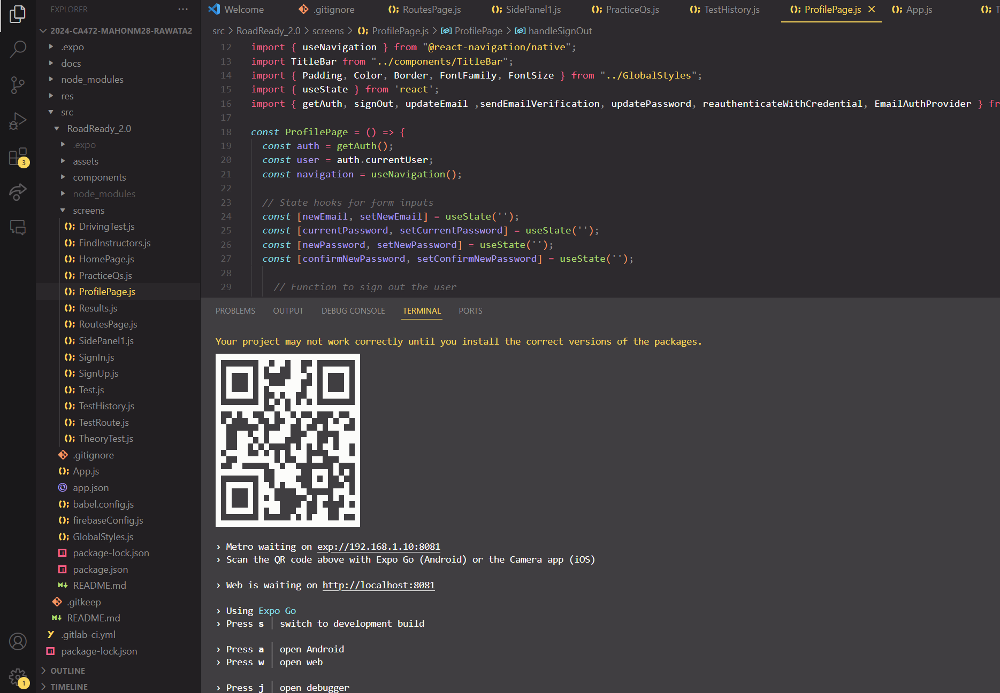 EXPLORER
2024-CA472-MAHONM28-RAWATA2
.expo
docs
node_modules
res
src
RoadReady_2.0
.expo
assets
components
node_modules
screens
DrivingTest.js
FindInstructors.js
HomePage.js
PracticeQs.js
ProfilePage.js
Results.js
RoutesPage.js
SidePanel1.js
SignIn.js
SignUp.js
Test.js
TestHistory.js
TestRoute.js
TheoryTest.js
.gitignore
App.js
app.json
babel.config.js
firebaseConfig.js
GlobalStyles.js
package-lock.json
package.json
README.md
.gitkeep
README.md
.gitlab-ci.yml
package-lock.json
OUTLINE
TIMELINE
3
1
Welcome .gitignore RoutesPage.js SidePanel1.js PracticeQs.js TestHistory.js ProfilePage.js App.js T
src > RoadReady_2.0 > screens > ProfilePage.js > ProfilePage > handleSignOut
12 import { useNavigation } from "@react-navigation/native";
13 import TitleBar from "../components/TitleBar";
14 import { Padding, Color, Border, FontFamily, FontSize } from "../GlobalStyles";
15 import { useState } from 'react';
16 import { getAuth, signOut, updateEmail ,sendEmailVerification, updatePassword, reauthenticateWithCredential, EmailAuthProvider } fr
17
18 const ProfilePage = () => {
19 const auth = getAuth();
20 const user = auth.currentUser;
21 const navigation = useNavigation();
22
23 // State hooks for form inputs
24 const [newEmail, setNewEmail] = useState('');
25 const [currentPassword, setCurrentPassword] = useState('');
26 const [newPassword, setNewPassword] = useState('');
27 const [confirmNewPassword, setConfirmNewPassword] = useState('');
28
29 // Function to sign out the user
PROBLEMS OUTPUT DEBUG CONSOLE TERMINAL PORTS
Your project may not work correctly until you install the correct versions of the packages.
› Metro waiting on exp://192.168.1.10:8081
› Scan the QR code above with Expo Go (Android) or the Camera app (iOS)
› Web is waiting on http://localhost:8081
› Using Expo Go
› Press s │ switch to development build
› Press a │ open Android
› Press w │ open web
› Press j │ open debugger